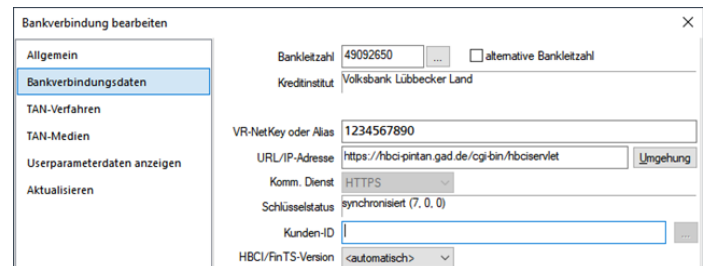 Bankverbindung bearbeiten
Allgemein
Bankverbindungsdaten
TAN-Verfahren
TAN-Medien
Userparameterdaten anzeigen
Aktualisieren
Bankleitzahl 49092650 ... alternative Bankleitzahl
Kreditinstitut Volksbank Lübbecker Land
VR-NetKey oder Alias 1234567890
URL/IP-Adresse https://hbci-pintan.gad.de/cgi-bin/hbciservlet Umgehung
Komm. Dienst HTTPS
Schlüsselstatus synchronisiert (7, 0, 0)
Kunden-ID ...
HBCI/FinTS-Version <automatisch>